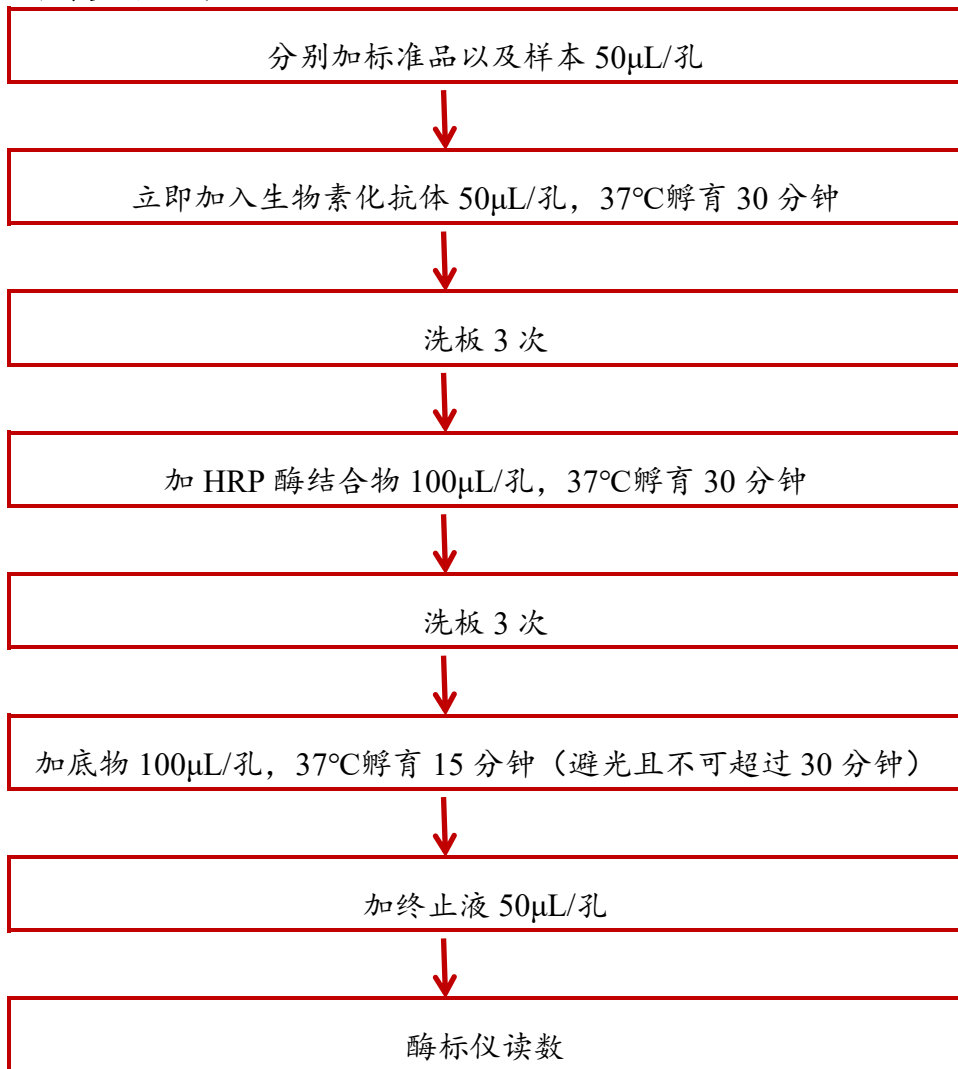 分别加标准品以及样本 50μL/孔
立即加入生物素化抗体 50μL/孔，37℃孵育 30 分钟
洗板 3 次
加 HRP 酶结合物 100μL/孔，37℃孵育 30 分钟
洗板 3 次
加底物 100μL/孔，37℃孵育 15 分钟（避光且不可超过 30 分钟）
加终止液 50μL/孔
酶标仪读数